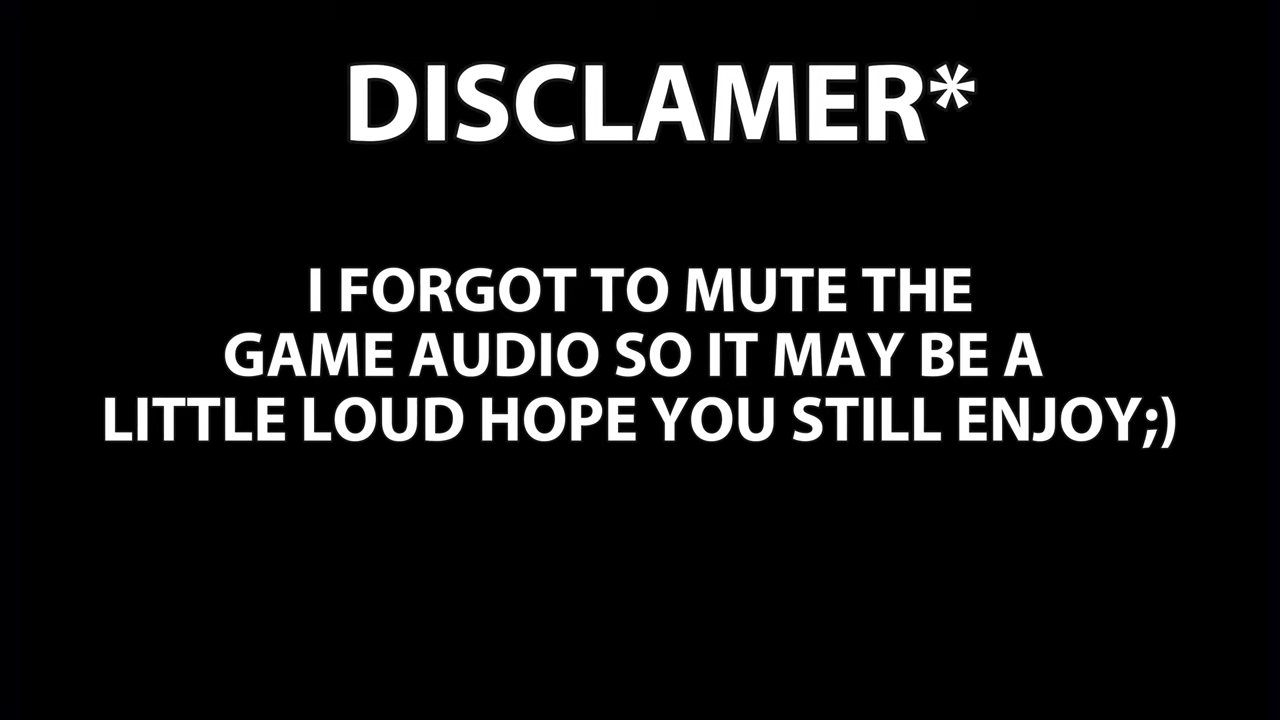 DISCLAMER*
I FORGOT TO MUTE THE
GAME AUDIO SO IT MAY BE A
LITTLE LOUD HOPE YOU STILL ENJOY;)